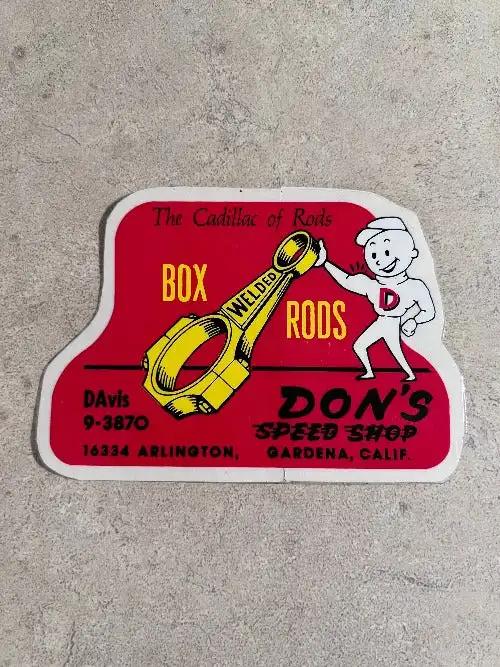 The Cadillac of Rods
BOX
WELDED
RODS
D
DAvis
9-3870
DON'S
SPEED SHOP
16334 ARLINGTON, GARDENA, CALIF.